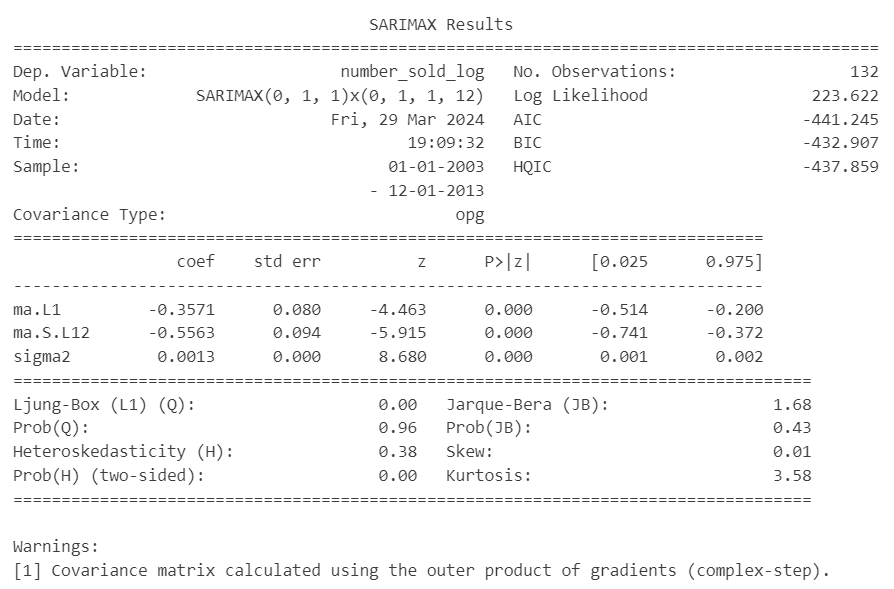 SARIMAX Results
==========================================================================================
Dep. Variable: number_sold_log No. Observations: 132
Model: SARIMAX(0, 1, 1)x(0, 1, 1, 12) Log Likelihood 223.622
Date: Fri, 29 Mar 2024 AIC -441.245
Time: 19:09:32 BIC -432.907
Sample: 01-01-2003 HQIC -437.859
- 12-01-2013
Covariance Type: opg
==============================================================================
coef std err z P>|z| [0.025 0.975]
------------------------------------------------------------------------------
ma.L1 -0.3571 0.080 -4.463 0.000 -0.514 -0.200
ma.S.L12 -0.5563 0.094 -5.915 0.000 -0.741 -0.372
sigma2 0.0013 0.000 8.680 0.000 0.001 0.002
===================================================================================
Ljung-Box (L1) (Q): 0.00 Jarque-Bera (JB): 1.68
Prob(Q): 0.96 Prob(JB): 0.43
Heteroskedasticity (H): 0.38 Skew: 0.01
Prob(H) (two-sided): 0.00 Kurtosis: 3.58
===================================================================================
Warnings:
[1] Covariance matrix calculated using the outer product of gradients (complex-step).